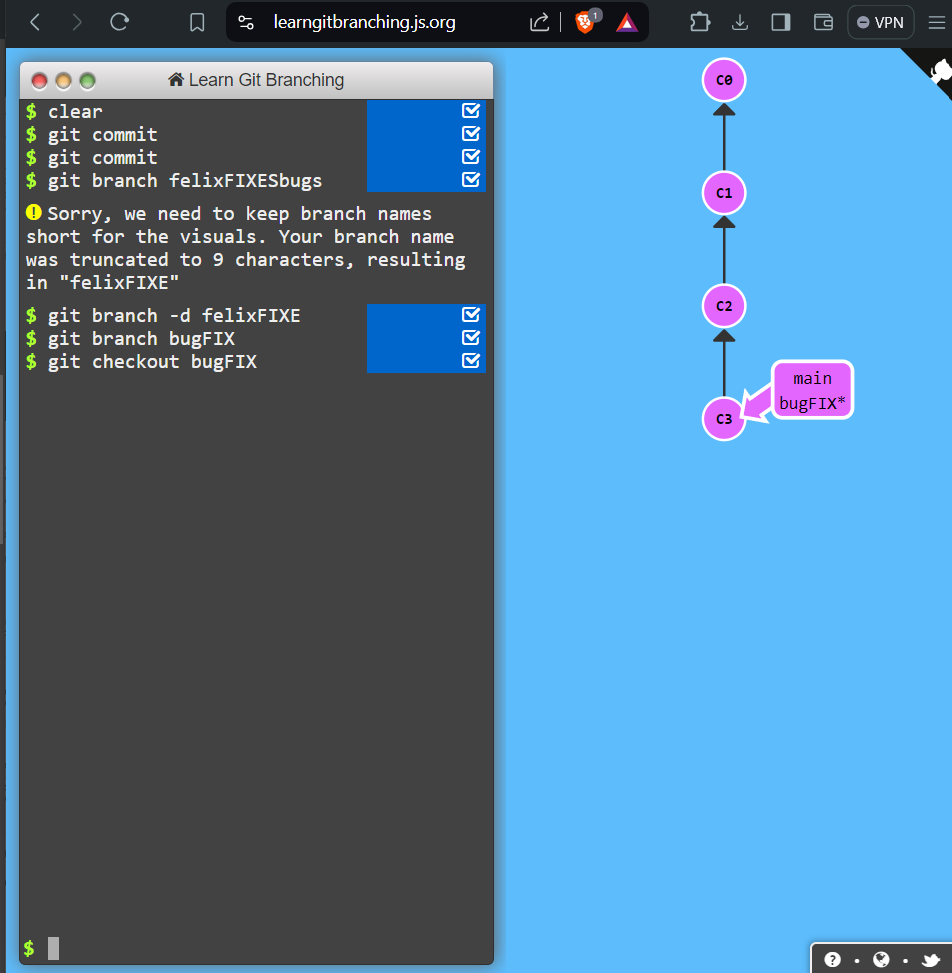 learngitbranching.js.org
1
VPN
Learn Git Branching
$ clear
$ git commit
$ git commit
$ git branch felixFIXESbugs
Sorry, we need to keep branch names
short for the visuals. Your branch name
was truncated to 9 characters, resulting
in "felixFIXE"
$ git branch -d felixFIXE
$ git branch bugFIX
$ git checkout bugFIX
$
C0
C1
C2
main
bugFIX*
C3